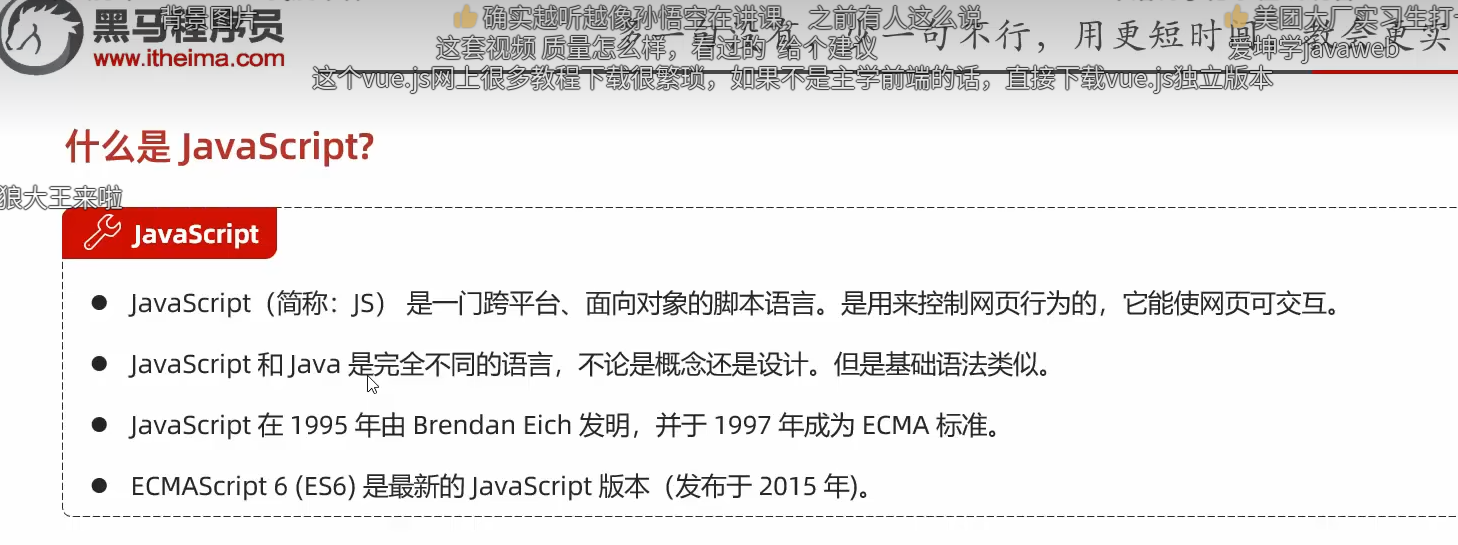 黑马程序员
www.itheima.com
背景图片
确实越听越像孙悟空在讲课，之前有人这么说
美团大厂实习生打
一句不行，用更短时间，教会更实
这套视频 质量怎么样，看过的 给个建议
爱坤学javaweb
这个vue.js网上很多教程下载很繁琐，如果不是主学前端的话，直接下载vue.js独立版本
什么是 JavaScript?
狼大王来啦
JavaScript
● JavaScript（简称：JS） 是一门跨平台、面向对象的脚本语言。是用来控制网页行为的，它能使网页可交互。
● JavaScript 和 Java 是完全不同的语言，不论是概念还是设计。但是基础语法类似。
● JavaScript 在 1995 年由 Brendan Eich 发明，并于 1997 年成为 ECMA 标准。
● ECMAScript 6 (ES6) 是最新的 JavaScript 版本（发布于 2015 年)。